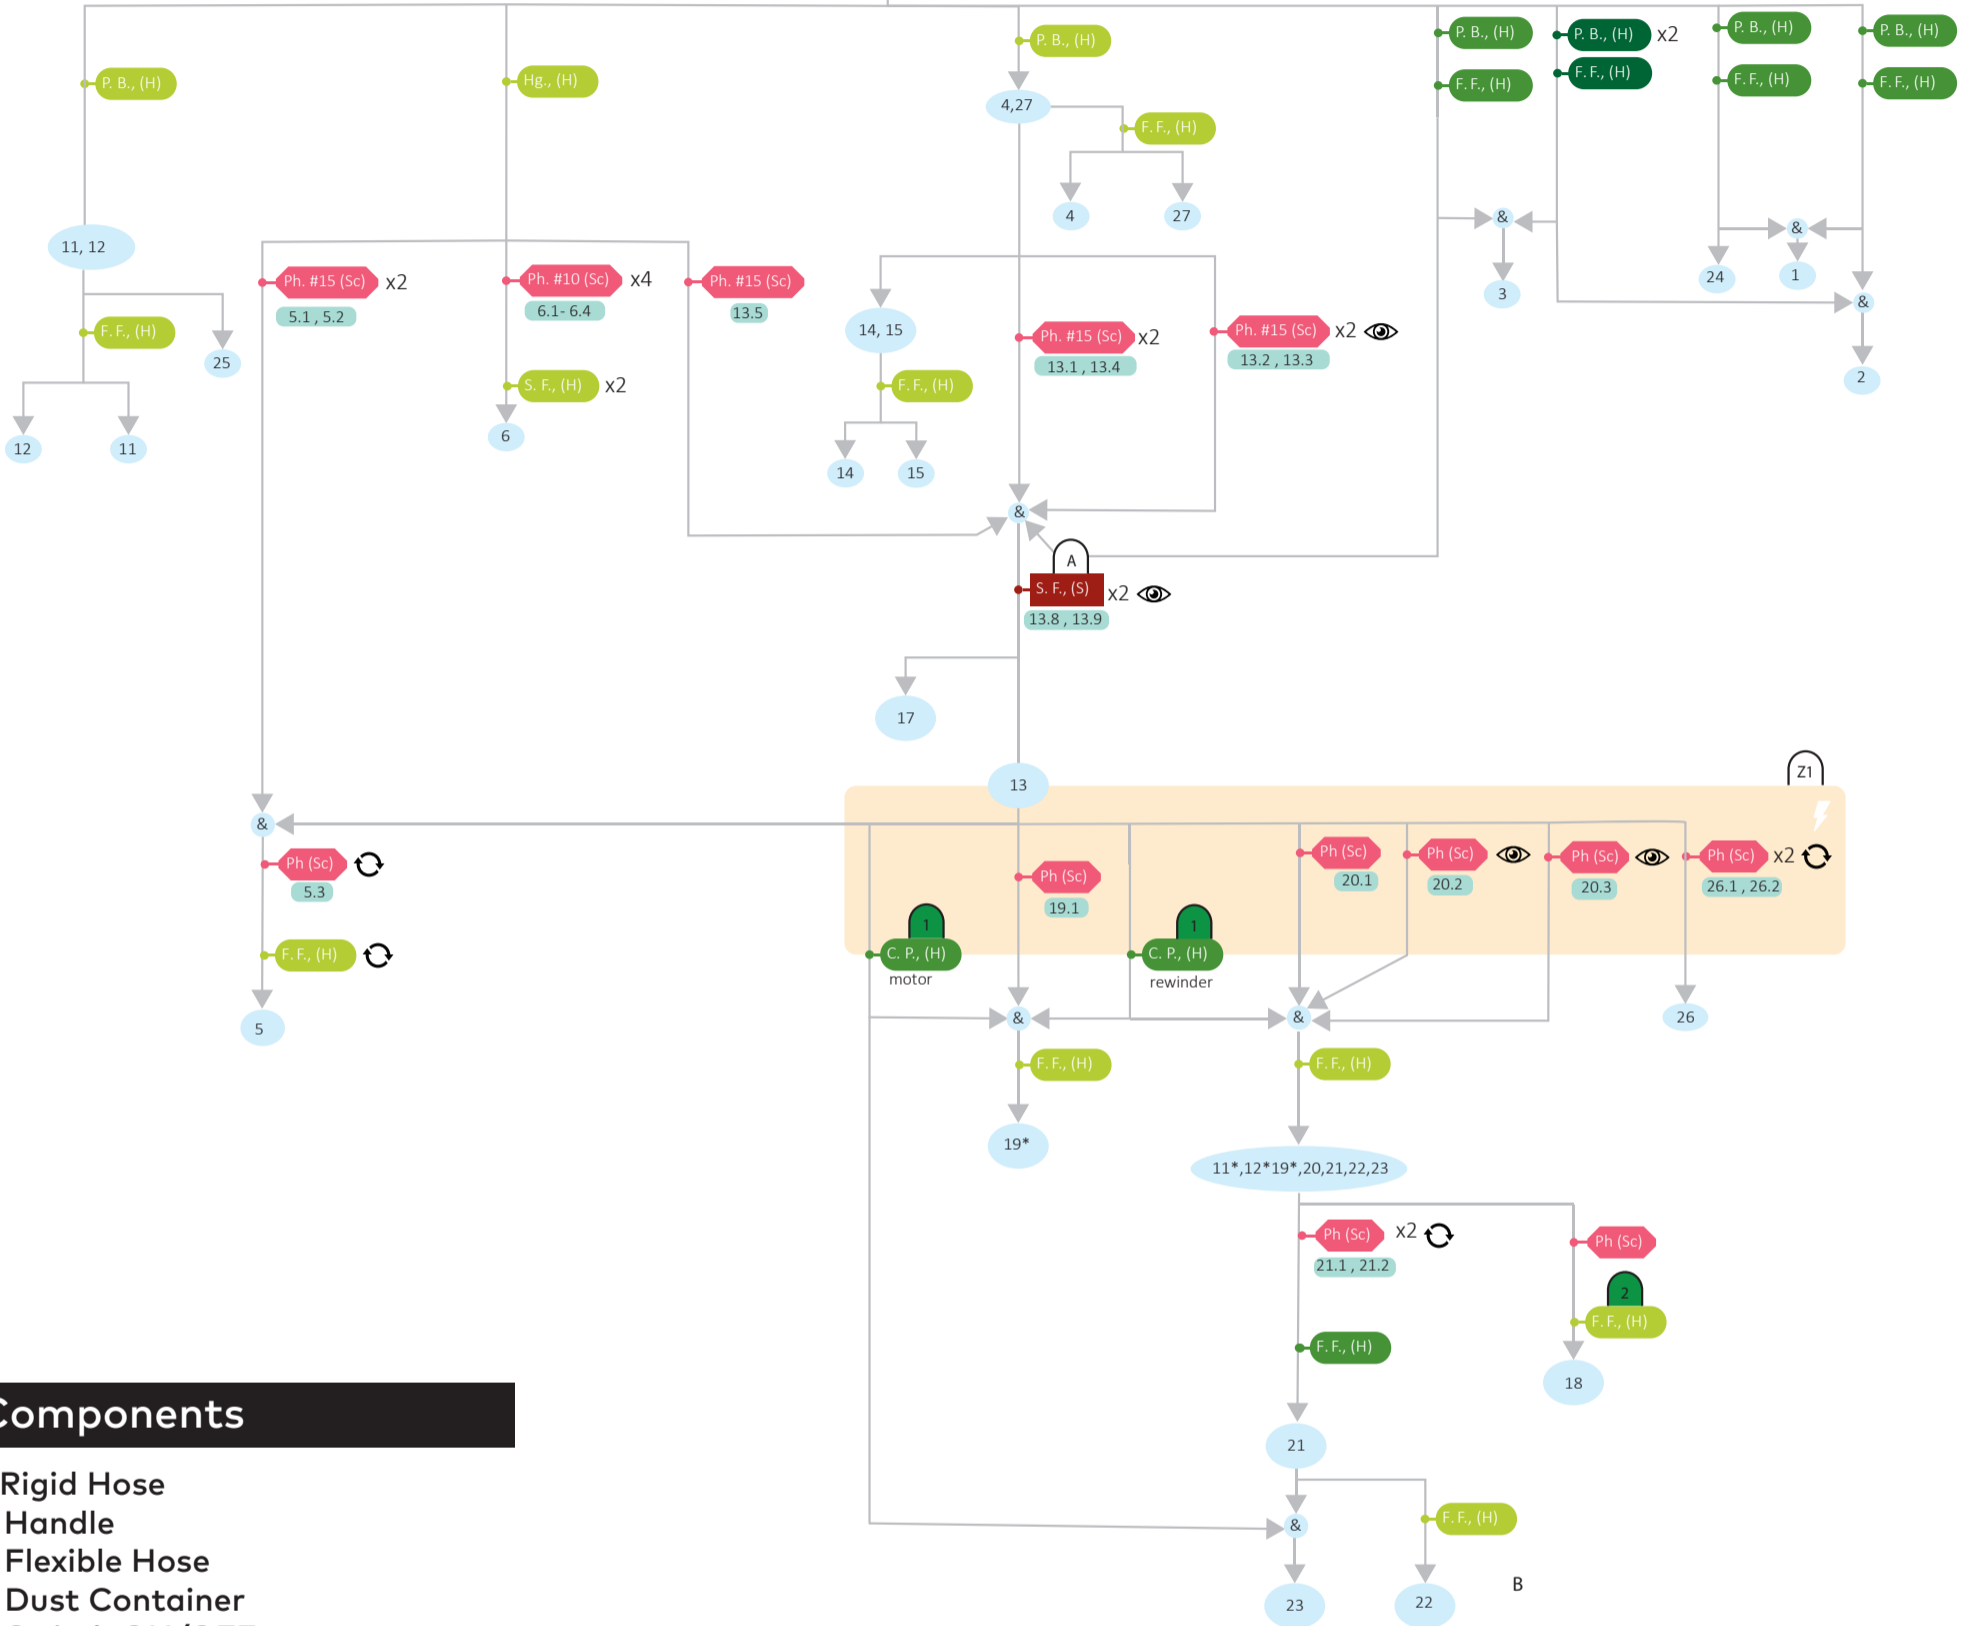 P. B., (H)
P. B., (H)
P. B., (H) x2
P. B., (H)
P. B., (H)
P. B., (H)
Hg., (H)
F. F., (H)
F. F., (H)
F. F., (H)
F. F., (H)
4,27
F. F., (H)
4
27
11, 12
&
&
Ph. #15 (Sc) x2
5.1 , 5.2
Ph. #10 (Sc) x4
6.1- 6.4
Ph. #15 (Sc)
13.5
24
1
3
&
F. F., (H)
25
14, 15
Ph. #15 (Sc) x2
13.1 , 13.4
Ph. #15 (Sc) x2
13.2 , 13.3
2
S. F., (H) x2
F. F., (H)
12
11
6
14
15
&
A
S. F., (S) x2
13.8 , 13.9
17
Z1
13
&
Ph (Sc)
5.3
Ph (Sc)
19.1
Ph (Sc)
20.1
Ph (Sc)
20.2
Ph (Sc)
20.3
Ph (Sc) x2
26.1 , 26.2
1
1
F. F., (H)
C. P., (H)
motor
C. P., (H)
rewinder
5
&
&
26
F. F., (H)
F. F., (H)
19*
11*,12*19*,20,21,22,23
Ph (Sc) x2
21.1 , 21.2
Ph (Sc)
2
F. F., (H)
F. F., (H)
18
21
&
F. F., (H)
23
22
B
Components
Rigid Hose
Handle
Flexible Hose
Dust Container